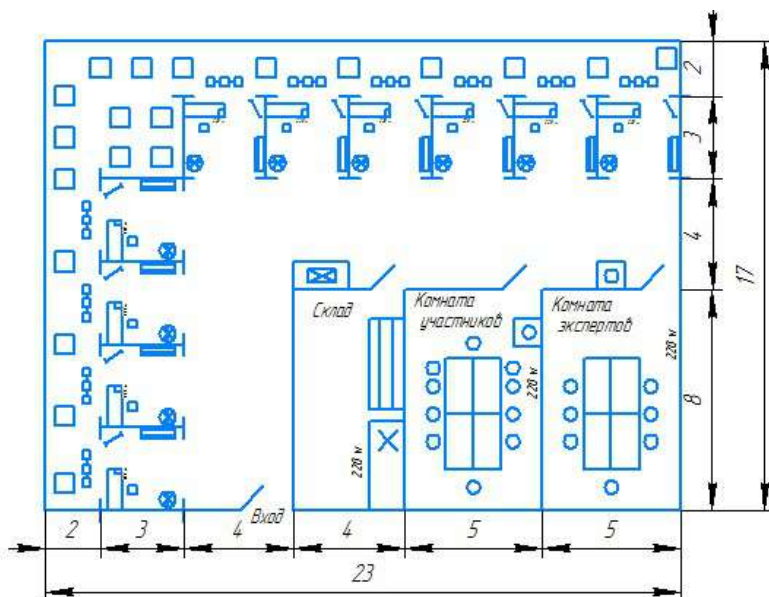 2
3
4
17
8
Склад
Комната
участников
Комната
экспертов
220 w
220 w
220 w
Вход
2
3
4
4
5
5
23